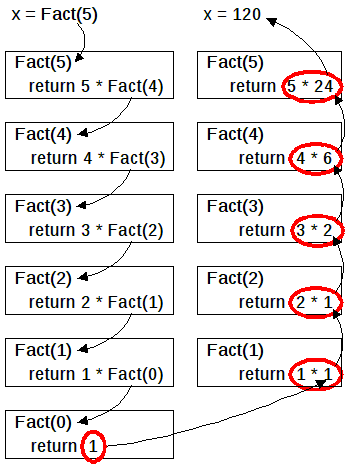 x = Fact(5)
Fact(5)
return 5 * Fact(4)
Fact(4)
return 4 * Fact(3)
Fact(3)
return 3 * Fact(2)
Fact(2)
return 2 * Fact(1)
Fact(1)
return 1 * Fact(0)
Fact(0)
return 1
x = 120
Fact(5)
return 5 * 24
Fact(4)
return 4 * 6
Fact(3)
return 3 * 2
Fact(2)
return 2 * 1
Fact(1)
return 1 * 1